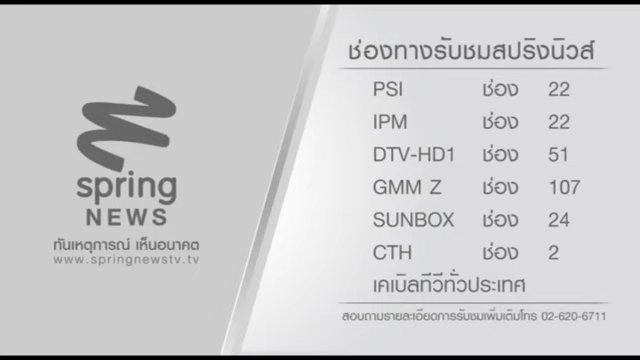 spring
NEWS
ทันเหตุการณ์ เห็นอนาคต
www.springnewstv.tv
ช่องทางรับชมสปริงนิวส์
PSI ช่อง 22
IPM ช่อง 22
DTV-HD1 ช่อง 51
GMM Z ช่อง 107
SUNBOX ช่อง 24
CTH ช่อง 2
เคเบิลทีวีทั่วประเทศ
สอบถามรายละเอียดการรับชมเพิ่มเติมโทร 02-620-6711